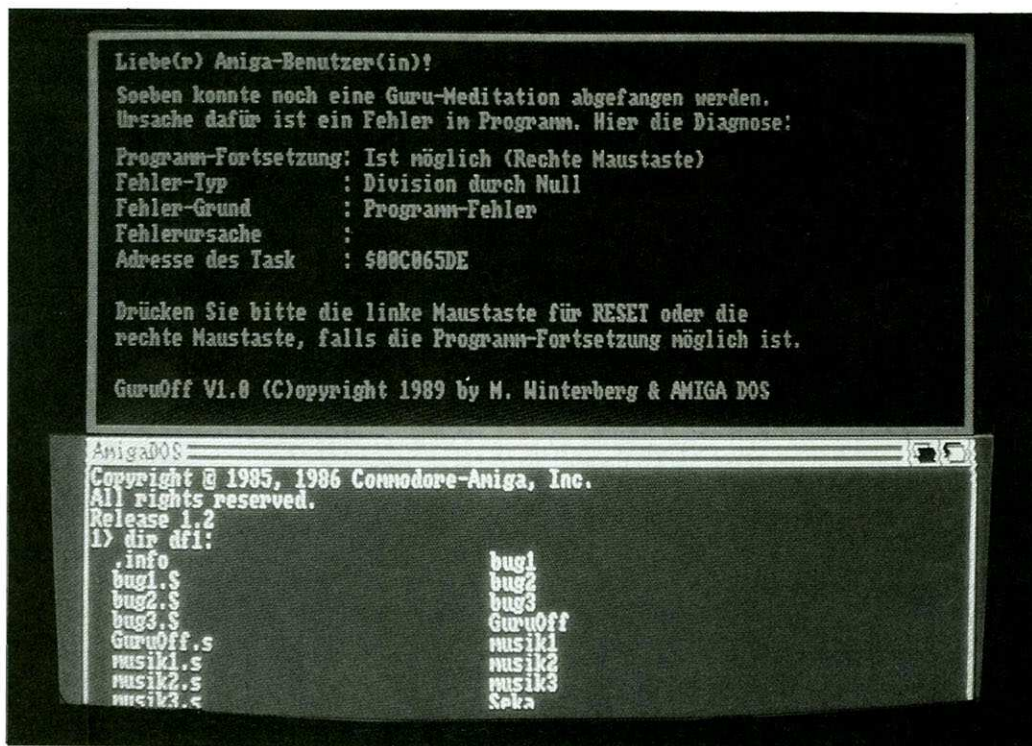 Liebe(r) Amiga-Benutzer(in)!
Soeben konnte noch eine Guru-Meditation abgefangen werden.
Ursache dafür ist ein Fehler im Programm. Hier die Diagnose:
Programm-Fortsetzung: Ist möglich (Rechte Maustaste)
Fehler-Typ : Division durch Null
Fehler-Grund : Programm-Fehler
Fehlerursache :
Adresse des Task : $00C065DE
Drücken Sie bitte die linke Maustaste für RESET oder die
rechte Maustaste, falls die Programm-Fortsetzung möglich ist.
GuruOff V1.0 (C)opyright 1989 by M. Winterberg & AMIGA DOS
AmigaDOS
Copyright © 1985, 1986 Commodore-Amiga, Inc.
All rights reserved.
Release 1.2
1> dir df1:
.info bug1
bug1.S bug2
bug2.S bug3
bug3.S GuruOff
GuruOff.s musik1
musik1.s musik2
musik2.s musik3
musik3.s Seka